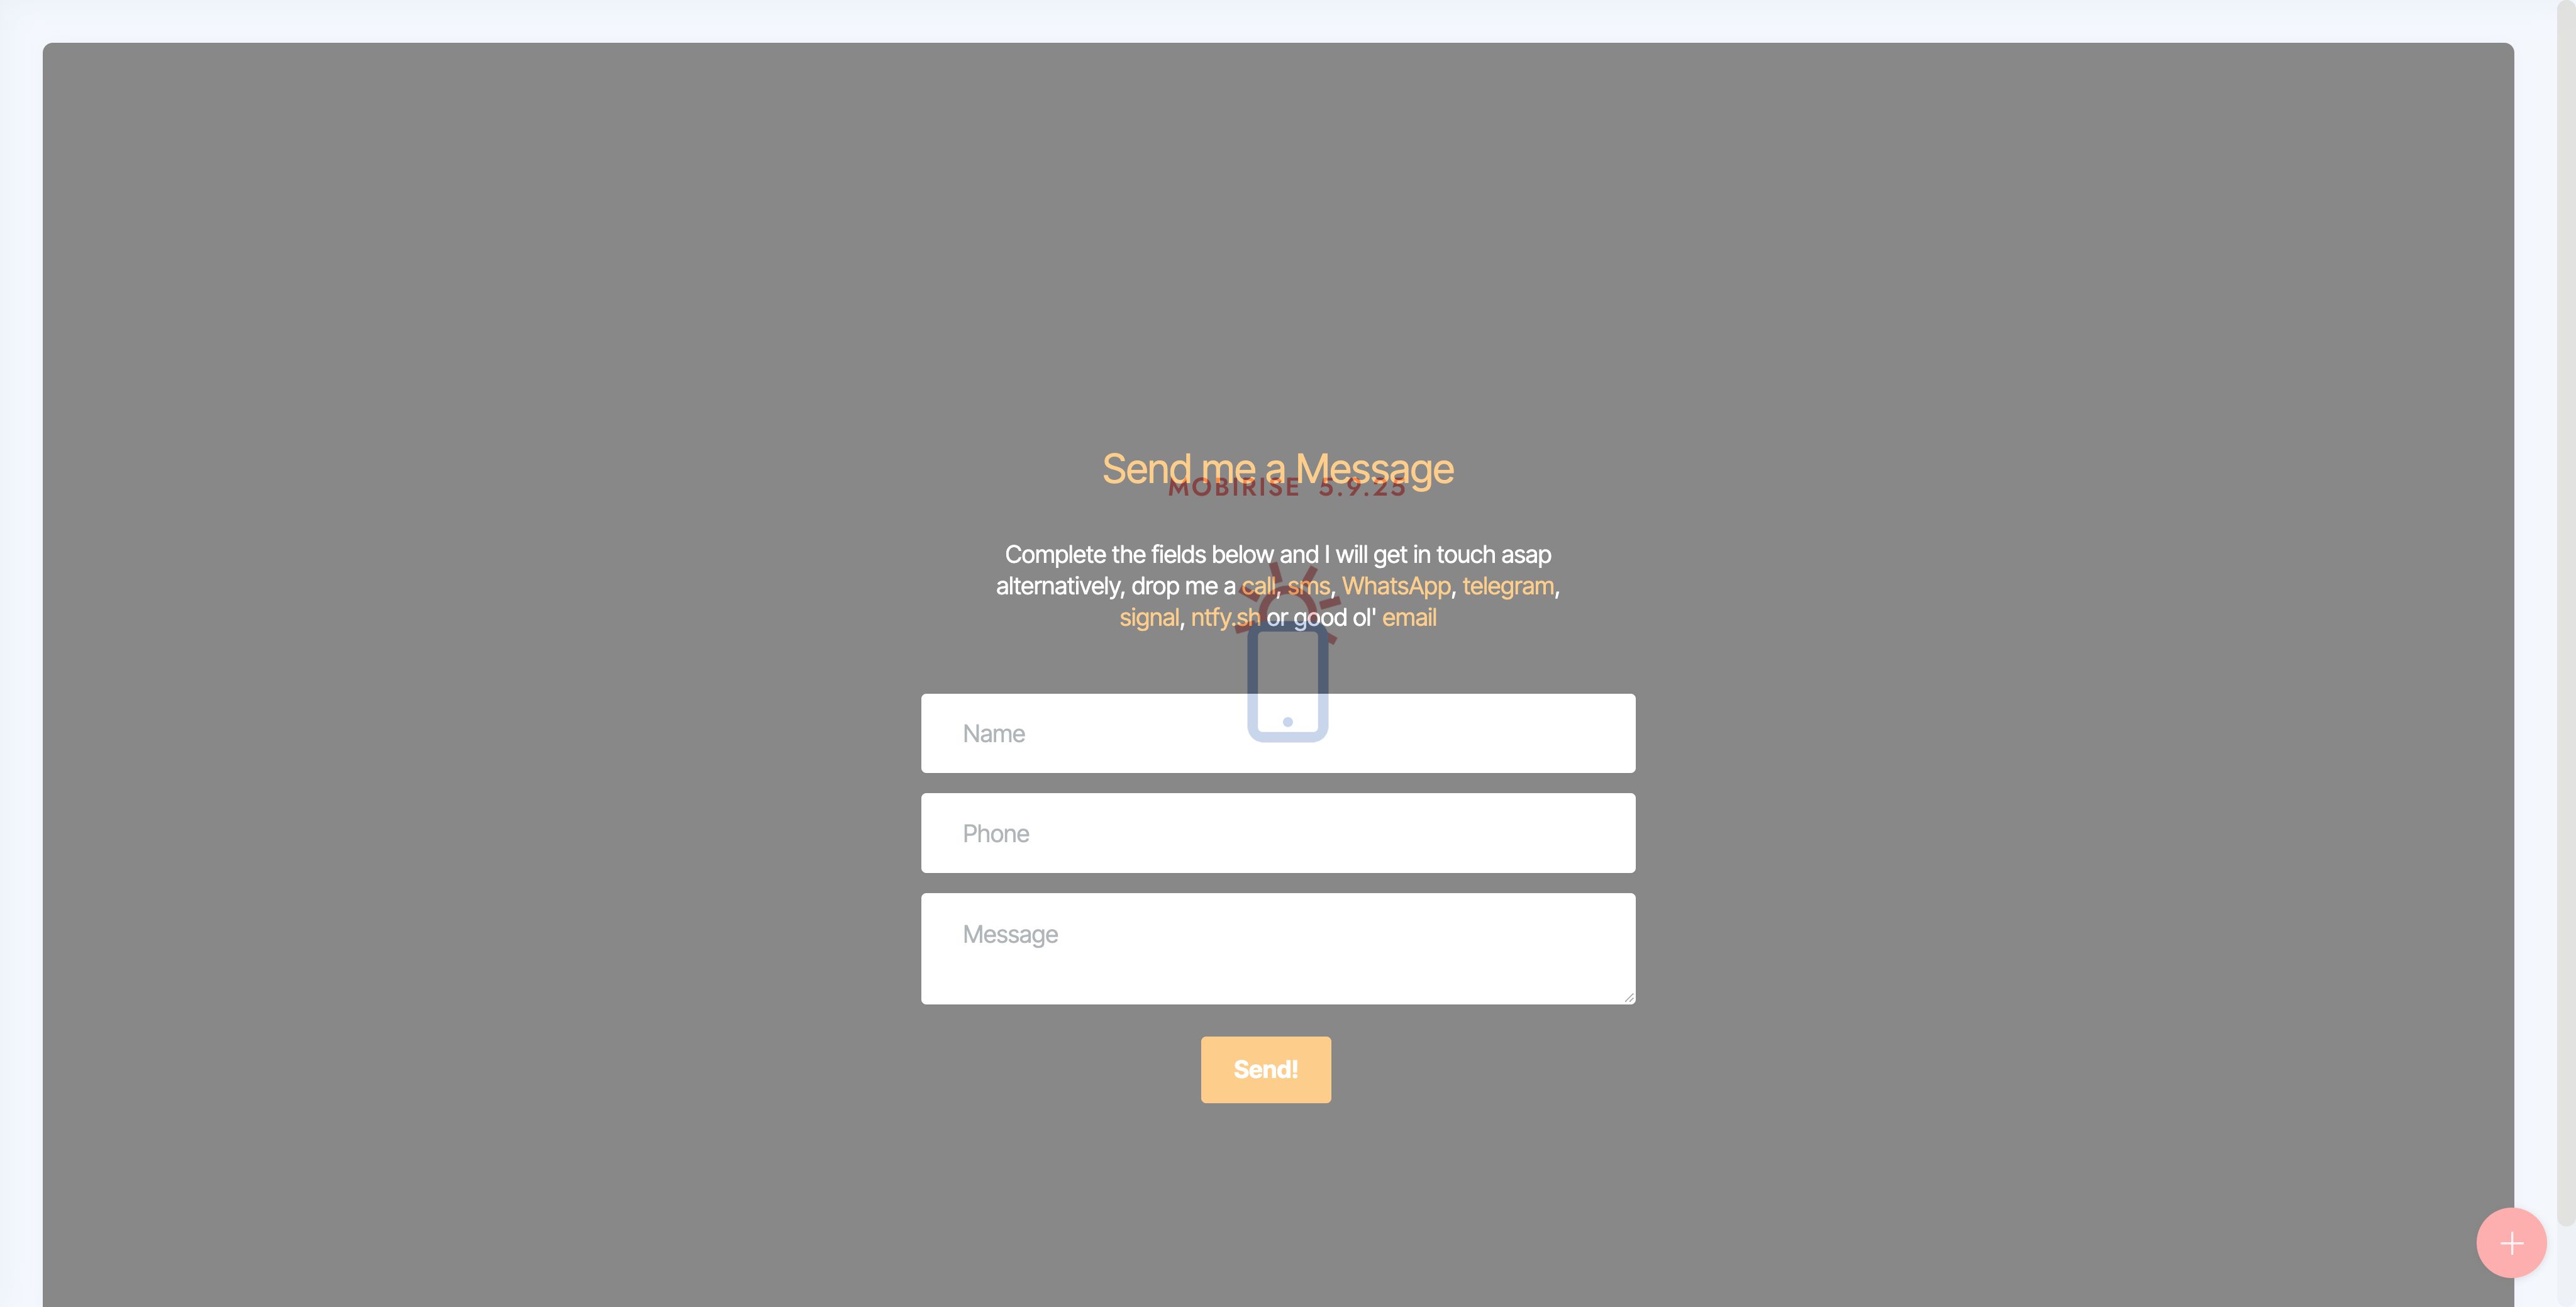 Send me a Message
MOBIRISE 5.9.25
Complete the fields below and I will get in touch asap
alternatively, drop me a call, sms, WhatsApp, telegram,
signal, ntfy.sh or good ol' email
Name
Phone
Message
Send!